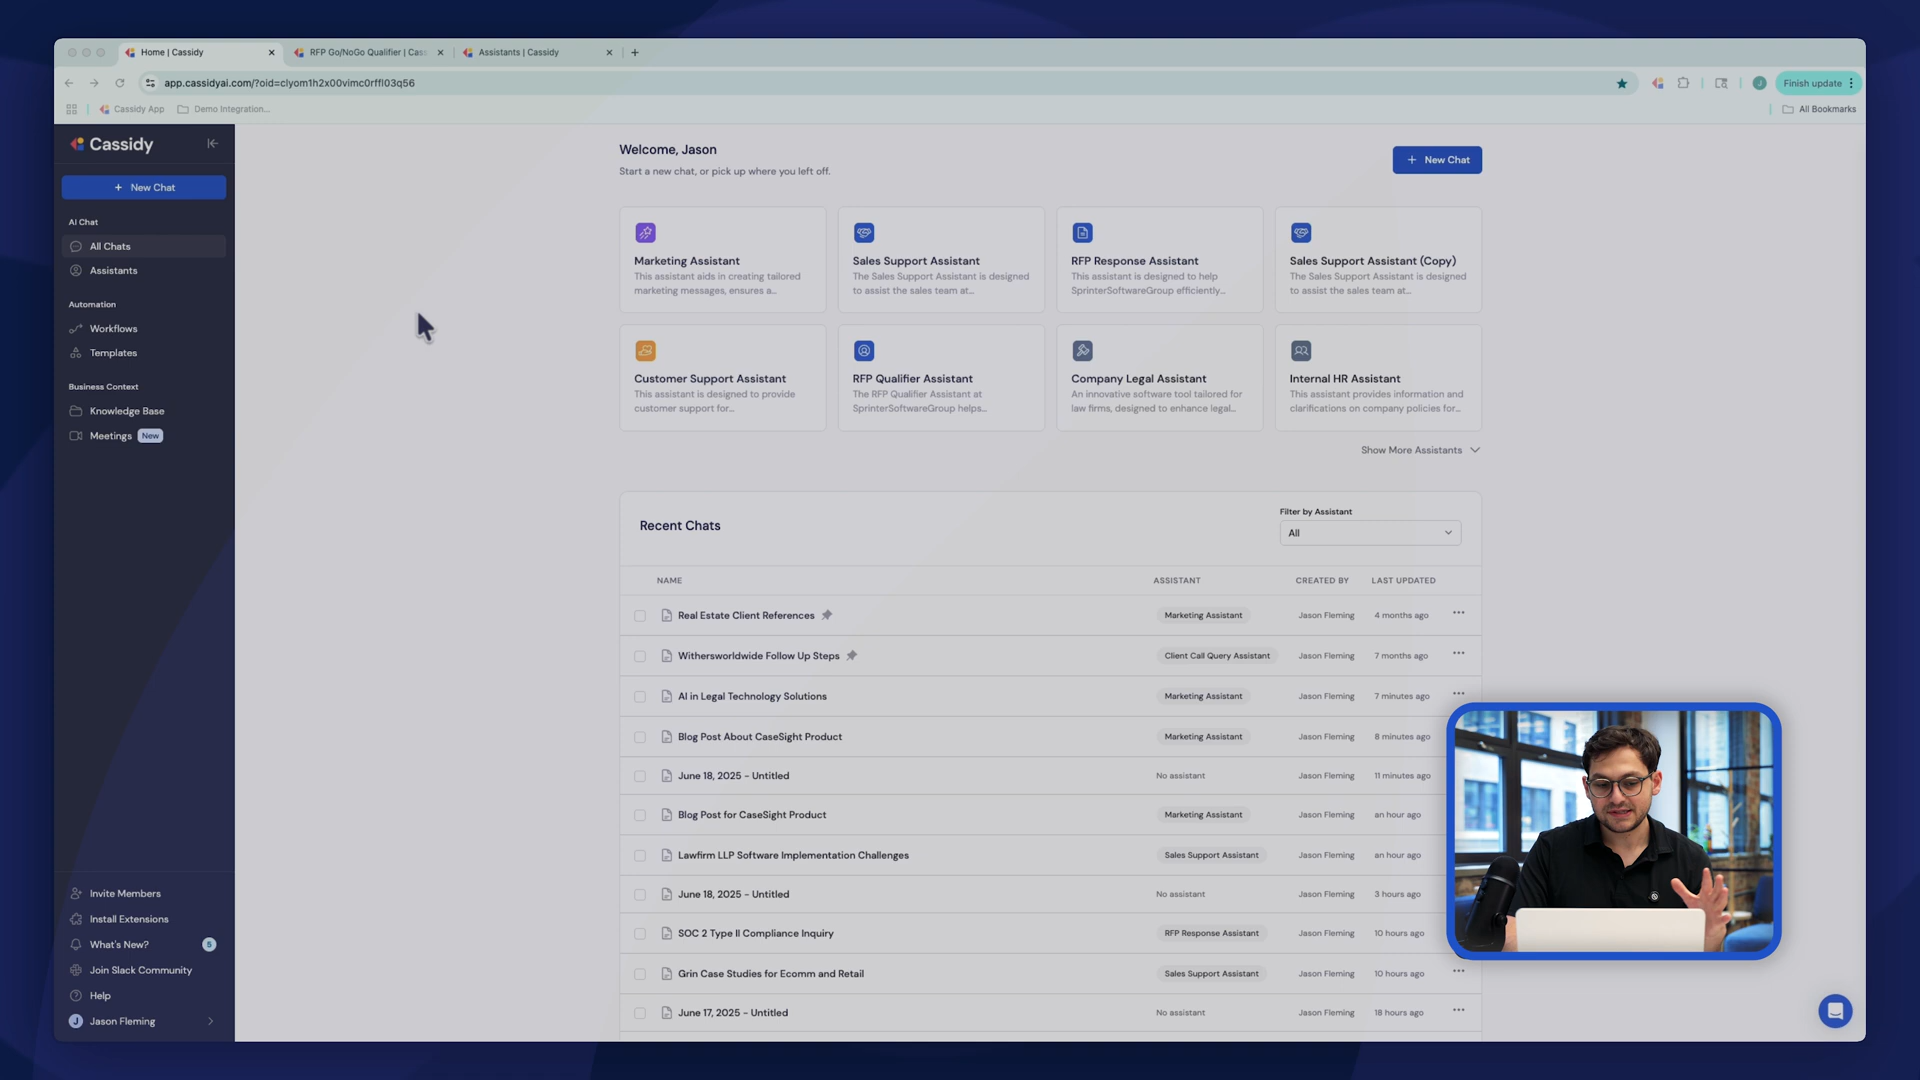 Home | Cassidy
RFP Go/NoGo Qualifier | Cass
Assistants | Cassidy
app.cassidyai.com/?oid=clyom1h2x00vimc0rffl03q56
J
Finish update
Cassidy App
Demo Integration...
All Bookmarks
Cassidy
+ New Chat
AI Chat
All Chats
Assistants
Automation
Workflows
Templates
Business Context
Knowledge Base
Meetings New
Invite Members
Install Extensions
What's New? 5
Join Slack Community
Help
J Jason Fleming
Welcome, Jason
Start a new chat, or pick up where you left off.
+ New Chat
Marketing Assistant
This assistant aids in creating tailored
marketing messages, ensures a...
Sales Support Assistant
The Sales Support Assistant is designed
to assist the sales team at...
RFP Response Assistant
This assistant is designed to help
SprinterSoftwareGroup efficiently...
Sales Support Assistant (Copy)
The Sales Support Assistant is designed
to assist the sales team at...
Customer Support Assistant
This assistant is designed to provide
customer support for...
RFP Qualifier Assistant
The RFP Qualifier Assistant at
SprinterSoftwareGroup helps...
Company Legal Assistant
An innovative software tool tailored for
law firms, designed to enhance legal...
Internal HR Assistant
This assistant provides information and
clarifications on company policies for...
Show More Assistants
Recent Chats
Filter by Assistant
All
NAME ASSISTANT CREATED BY LAST UPDATED
Real Estate Client References Marketing Assistant Jason Fleming 4 months ago
Withersworldwide Follow Up Steps Client Call Query Assistant Jason Fleming 7 months ago
AI in Legal Technology Solutions Marketing Assistant Jason Fleming 7 minutes ago
Blog Post About CaseSight Product Marketing Assistant Jason Fleming 8 minutes ago
June 18, 2025 - Untitled No assistant Jason Fleming 11 minutes ago
Blog Post for CaseSight Product Marketing Assistant Jason Fleming an hour ago
Lawfirm LLP Software Implementation Challenges Sales Support Assistant Jason Fleming an hour ago
June 18, 2025 - Untitled No assistant Jason Fleming 3 hours ago
SOC 2 Type II Compliance Inquiry RFP Response Assistant Jason Fleming 10 hours ago
Grin Case Studies for Ecomm and Retail Sales Support Assistant Jason Fleming 10 hours ago
June 17, 2025 - Untitled No assistant Jason Fleming 18 hours ago